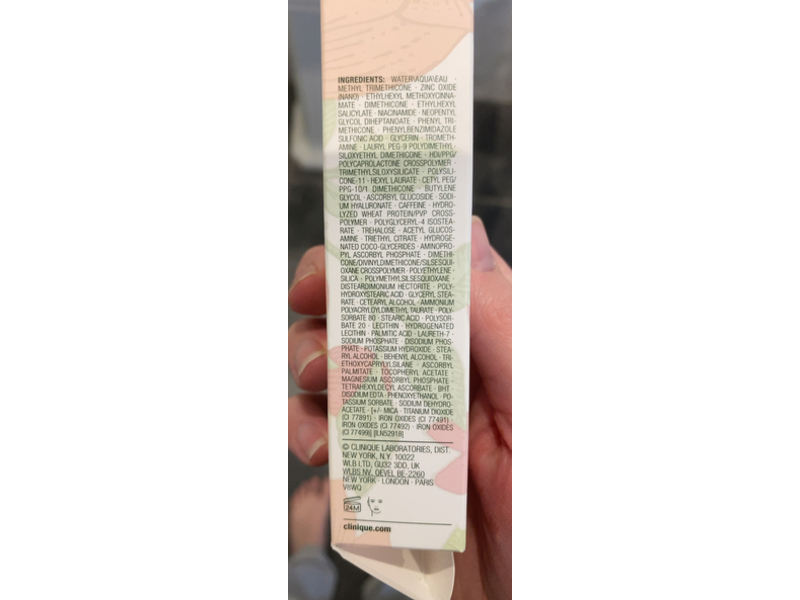 INGREDIENTS: WATER\AQUA\EAU ·
METHYL TRIMETHICONE · ZINC OXIDE
(NANO) · ETHYLHEXYL METHOXYCINNA-
MATE · DIMETHICONE · ETHYLHEXYL
SALICYLATE · NIACINAMIDE · NEOPENTYL
GLYCOL DIHEPTANOATE · PHENYL TRI-
METHICONE · PHENYLBENZIMIDAZOLE
SULFONIC ACID · GLYCERIN · TROMETH-
AMINE · LAURYL PEG-9 POLYDIMETHYL-
SILOXYETHYL DIMETHICONE · HDI/PPG/
POLYCAPROLACTONE CROSSPOLYMER ·
TRIMETHYLSILOXYSILICATE · POLYSILI-
CONE-11 · HEXYL LAURATE · CETYL PEG/
PPG-10/1 DIMETHICONE · BUTYLENE
GLYCOL · ASCORBYL GLUCOSIDE · SODI-
UM HYALURONATE · CAFFEINE · HYDRO-
LYZED WHEAT PROTEIN/PVP CROSS-
POLYMER · POLYGLYCERYL-4 ISOSTEA-
RATE · TREHALOSE · ACETYL GLUCOS-
AMINE · TRIETHYL CITRATE · HYDROGE-
NATED COCO-GLYCERIDES · AMINOPRO-
PYL ASCORBYL PHOSPHATE · DIMETHI-
CONE/DIVINYLDIMETHICONE/SILSESQUI-
OXANE CROSSPOLYMER · POLYETHYLENE ·
SILICA · POLYMETHYLSILSESQUIOXANE ·
DISTEARDIMONIUM HECTORITE · POLY-
HYDROXYSTEARIC ACID · GLYCERYL STEA-
RATE · CETEARYL ALCOHOL · AMMONIUM
POLYACRYLOYLDIMETHYL TAURATE · POLY-
SORBATE 80 · STEARIC ACID · POLYSOR-
BATE 20 · LECITHIN · HYDROGENATED
LECITHIN · PALMITIC ACID · LAURETH-7 ·
SODIUM PHOSPHATE · DISODIUM PHOS-
PHATE · POTASSIUM HYDROXIDE · STEA-
RYL ALCOHOL · BEHENYL ALCOHOL · TRI-
ETHOXYCAPRYLYLSILANE · ASCORBYL
PALMITATE · TOCOPHERYL ACETATE ·
MAGNESIUM ASCORBYL PHOSPHATE ·
TETRAHEXYLDECYL ASCORBATE · BHT ·
DISODIUM EDTA · PHENOXYETHANOL · PO-
TASSIUM SORBATE · SODIUM DEHYDRO-
ACETATE · [+/- MICA · TITANIUM DIOXIDE
(CI 77891) · IRON OXIDES (CI 77491) ·
IRON OXIDES (CI 77492) · IRON OXIDES
(CI 77499)] [ILN52918]
© CLINIQUE LABORATORIES, DIST.
NEW YORK, N.Y. 10022
WLB LTD, GU32 3DD, UK
WLBS NV, OEVEL BE-2260
NEW YORK · LONDON · PARIS
V8WQ
24M
clinique.com